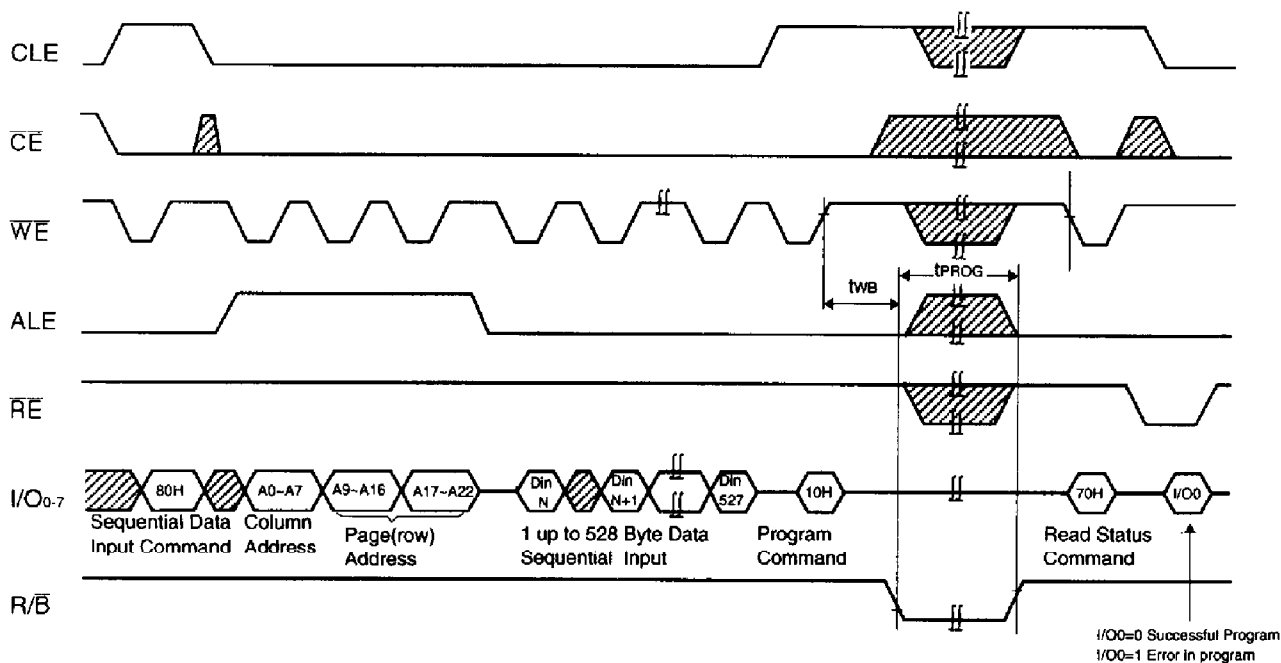 CLE
CE
WE
tPROG
tWB
ALE
RE
I/O0-7
80H A0~A7 A9~A16 A17~A22 Din N Din N+1 Din 527 10H 70H I/O0
Sequential Data Input Command
Column Address
Page(row) Address
1 up to 528 Byte Data Sequential Input
Program Command
Read Status Command
R/B
I/O0=0 Successful Program
I/O0=1 Error in program